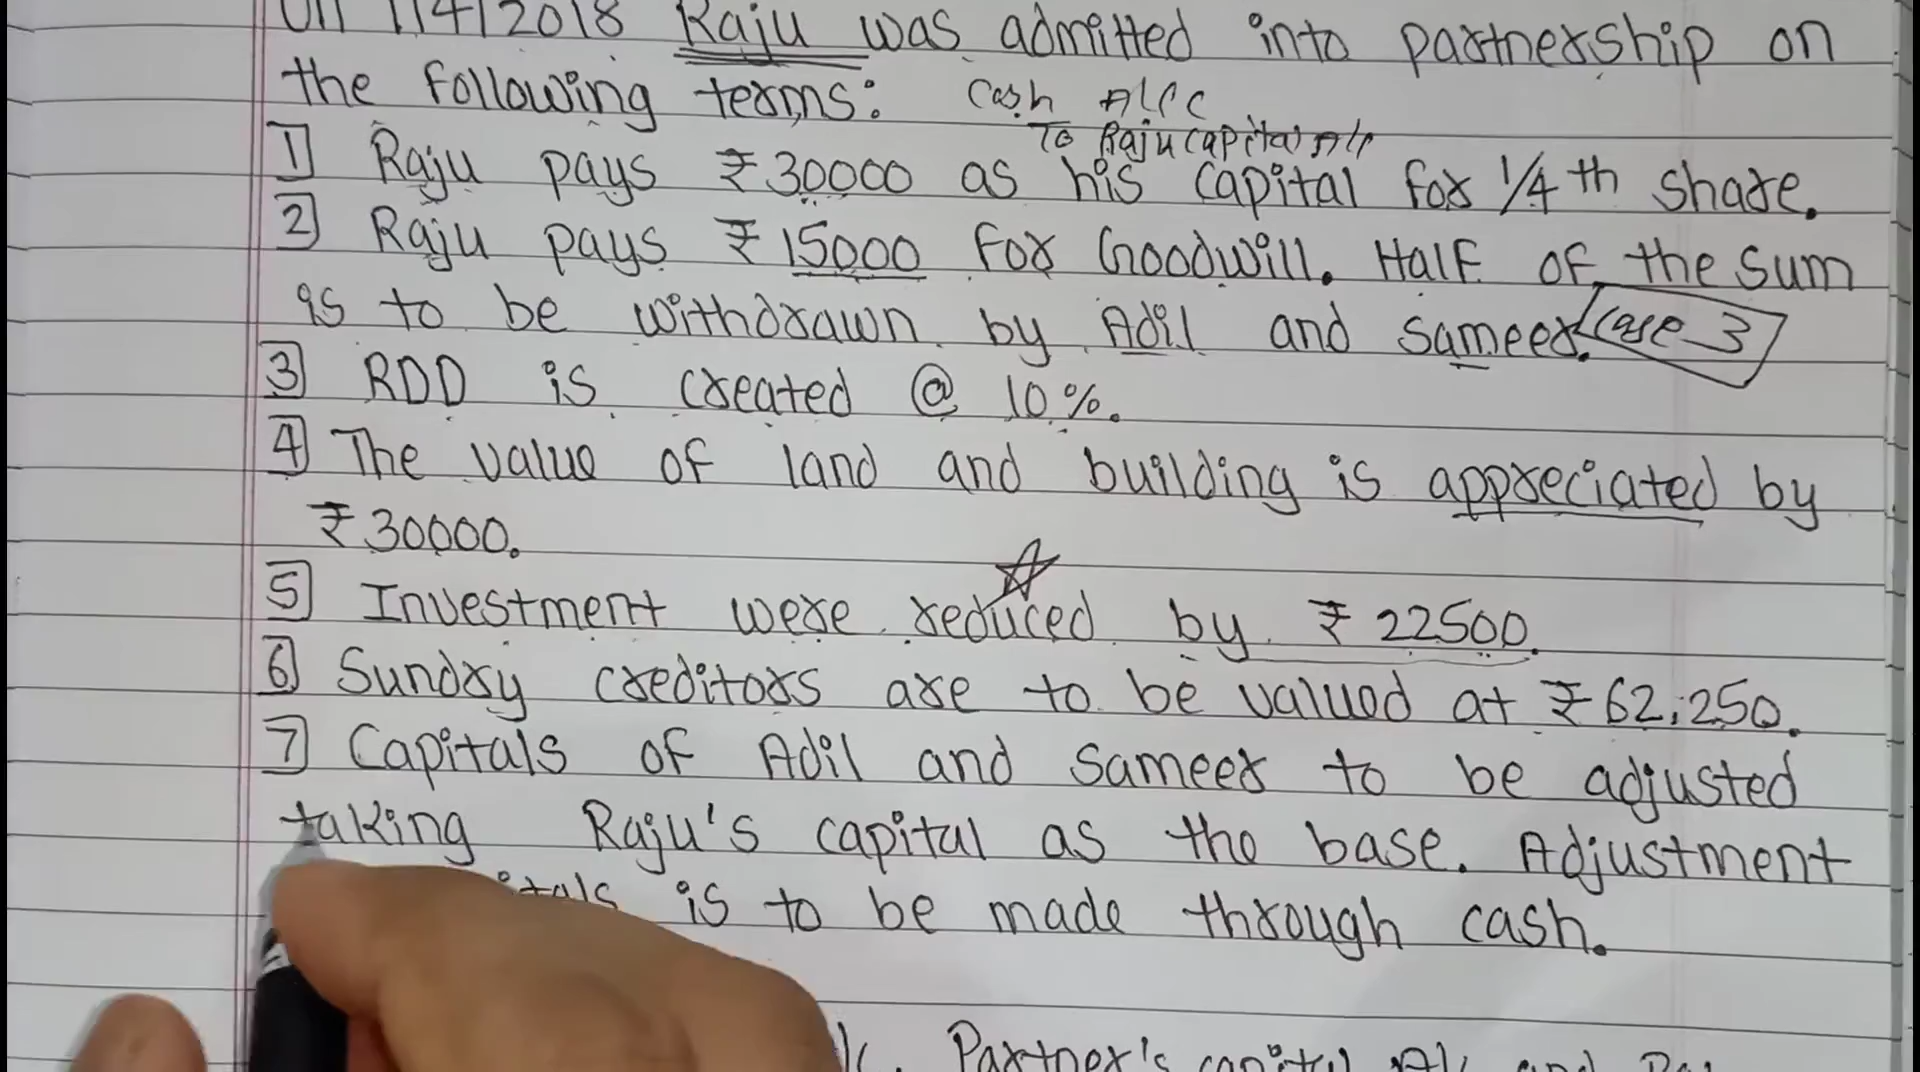 On 1/4/2018 Raju was admitted into partnership on
the following terms: Cash A/c
To Raju capital A/c
1] Raju pays ₹30000 as his capital for 1/4 th share.
2] Raju pays ₹15000 for Goodwill. Half of the sum
is to be withdrawn by Adil and Sameer. Case 3
3] RDD is created @ 10%.
4] The value of land and building is appreciated by
₹30000.
5] Investment were reduced by ₹22500.
6] Sundry creditors are to be valued at ₹62,250.
7] Capitals of Adil and Sameer to be adjusted
taking Raju's capital as the base. Adjustment
is to be made through cash.
Partner's capital A/c and